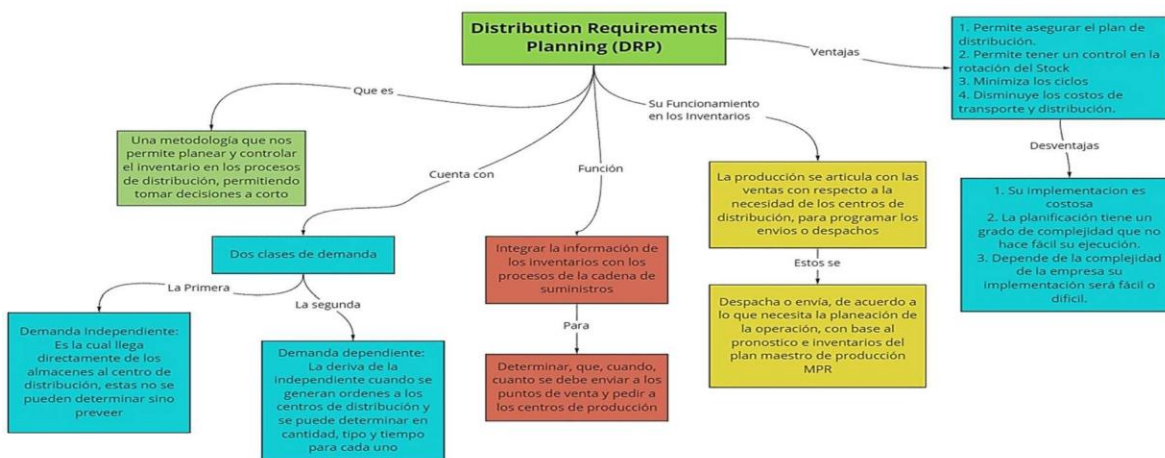 Distribution Requirements
Planning (DRP)
Que es
Una metodología que nos
permite planear y controlar
el inventario en los procesos
de distribución, permitiendo
tomar decisiones a corto
Cuenta con
Dos clases de demanda
La Primera
Demanda Independiente:
Es la cual llega
directamente de los
almacenes al centro de
distribución, estas no se
pueden determinar sino
preveer
La segunda
Demanda dependiente:
La deriva de la
independiente cuando se
generan ordenes a los
centros de distribución y
se puede determinar en
cantidad, tipo y tiempo
para cada uno
Función
Integrar la información de
los inventarios con los
procesos de la cadena de
suministros
Para
Determinar, que, cuando,
cuanto se debe enviar a los
puntos de venta y pedir a
los centros de producción
Su Funcionamiento
en los Inventarios
La producción se articula con las
ventas con respecto a la
necesidad de los centros de
distribución, para programar los
envios o despachos
Estos se
Despacha o envía, de acuerdo a
lo que necesita la planeación de
la operación, con base al
pronostico e inventarios del
plan maestro de producción
MPR
Ventajas
1. Permite asegurar el plan de
distribución.
2. Permite tener un control en la
rotación del Stock
3. Minimiza los ciclos
4. Disminuye los costos de
transporte y distribución.
Desventajas
1. Su implementacion es
costosa
2. La planificación tiene un
grado de complejidad que no
hace fácil su ejecución.
3. Depende de la complejidad
de la empresa su
implementación será fácil o
dificil.